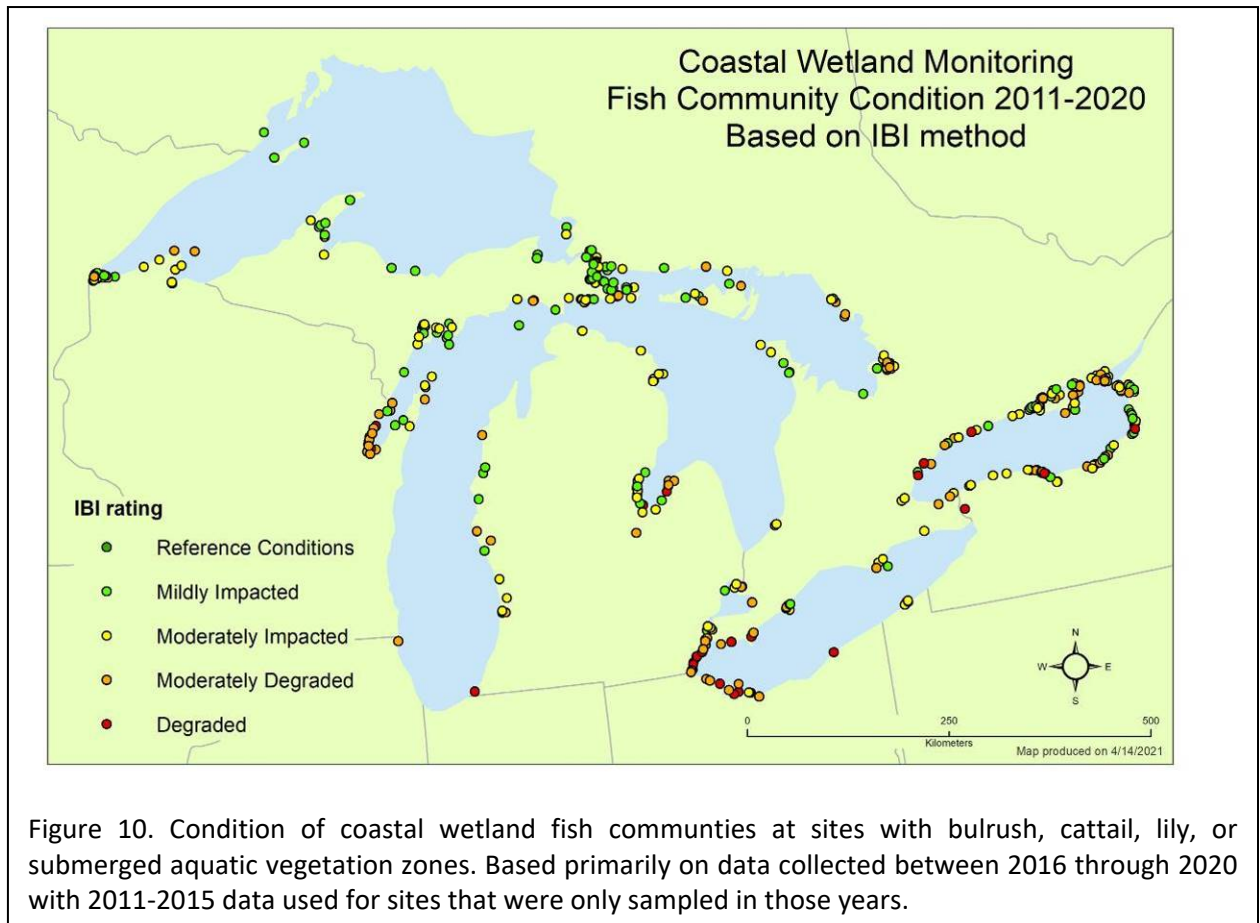 Coastal Wetland Monitoring
Fish Community Condition 2011-2020
Based on IBI method
IBI rating
Reference Conditions
Mildly Impacted
Moderately Impacted
Moderately Degraded
Degraded
N
W E
S
0 250 500
Kilometers
Map produced on 4/14/2021
Figure 10. Condition of coastal wetland fish communties at sites with bulrush, cattail, lily, or
submerged aquatic vegetation zones. Based primarily on data collected between 2016 through 2020
with 2011-2015 data used for sites that were only sampled in those years.